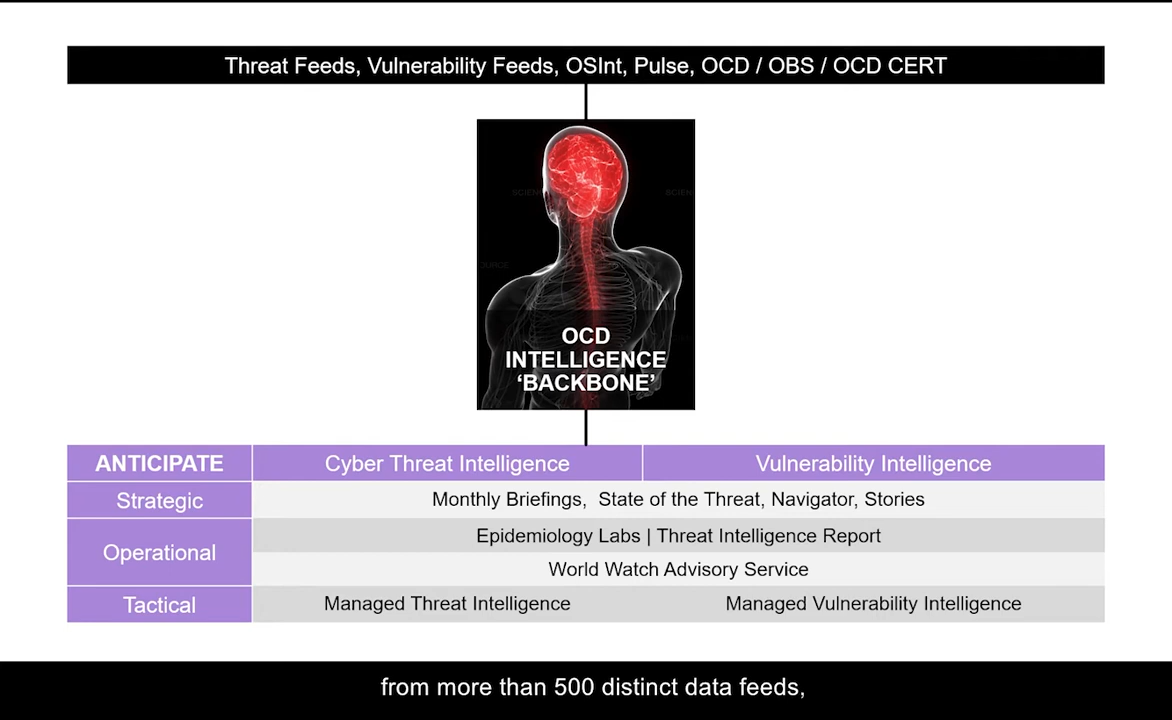 Threat Feeds, Vulnerability Feeds, OSInt, Pulse, OCD / OBS / OCD CERT
OCD
INTELLIGENCE
‘BACKBONE’
ANTICIPATE
Cyber Threat Intelligence
Vulnerability Intelligence
Strategic
Monthly Briefings, State of the Threat, Navigator, Stories
Operational
Epidemiology Labs | Threat Intelligence Report
World Watch Advisory Service
Tactical
Managed Threat Intelligence
Managed Vulnerability Intelligence
from more than 500 distinct data feeds,